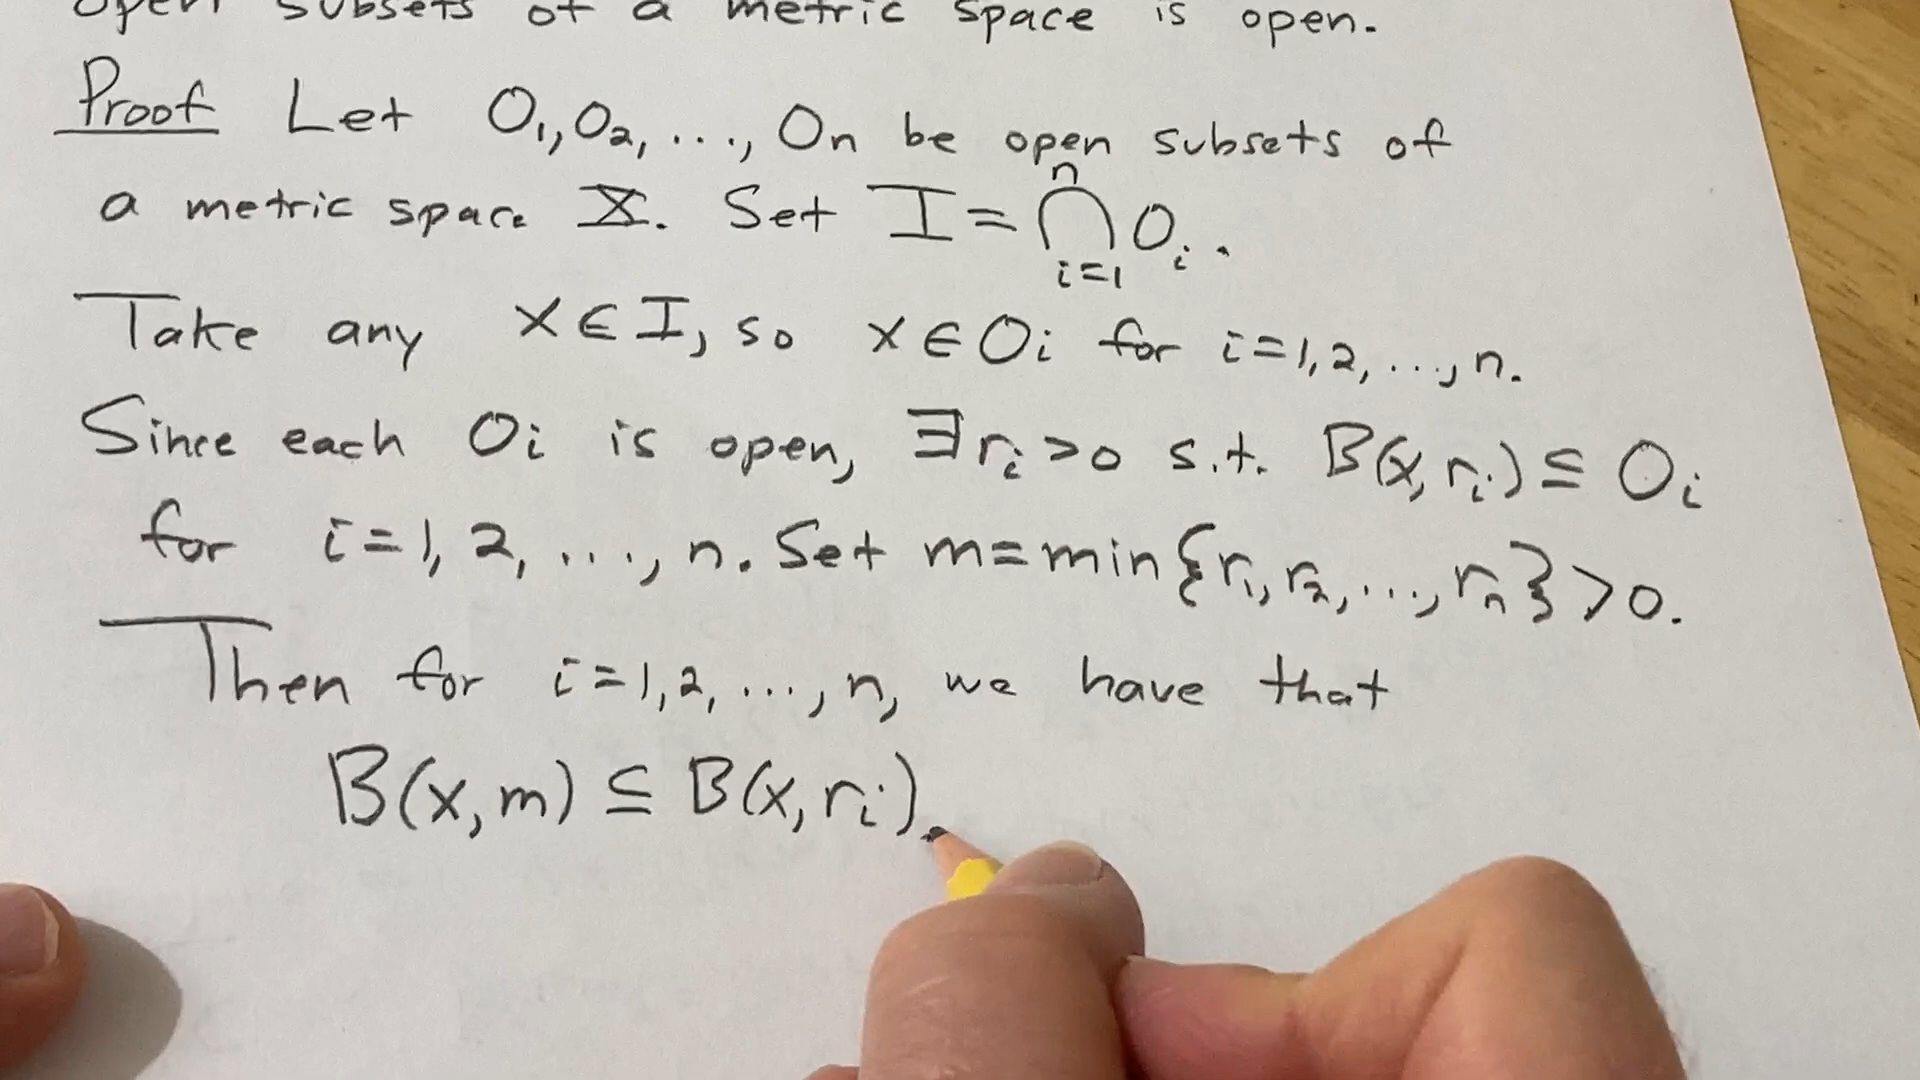 open subsets of a metric space is open.
Proof Let O₁, O₂, ..., Oₙ be open subsets of
a metric space X. Set I = ⋂ᵢ₌₁ⁿ Oᵢ.
Take any x ∈ I, so x ∈ Oᵢ for i = 1, 2, ..., n.
Since each Oᵢ is open, ∃ rᵢ > 0 s.t. B(x, rᵢ) ⊆ Oᵢ
for i = 1, 2, ..., n. Set m = min{r₁, r₂, ..., rₙ} > 0.
Then for i = 1, 2, ..., n, we have that
B(x, m) ⊆ B(x, rᵢ)